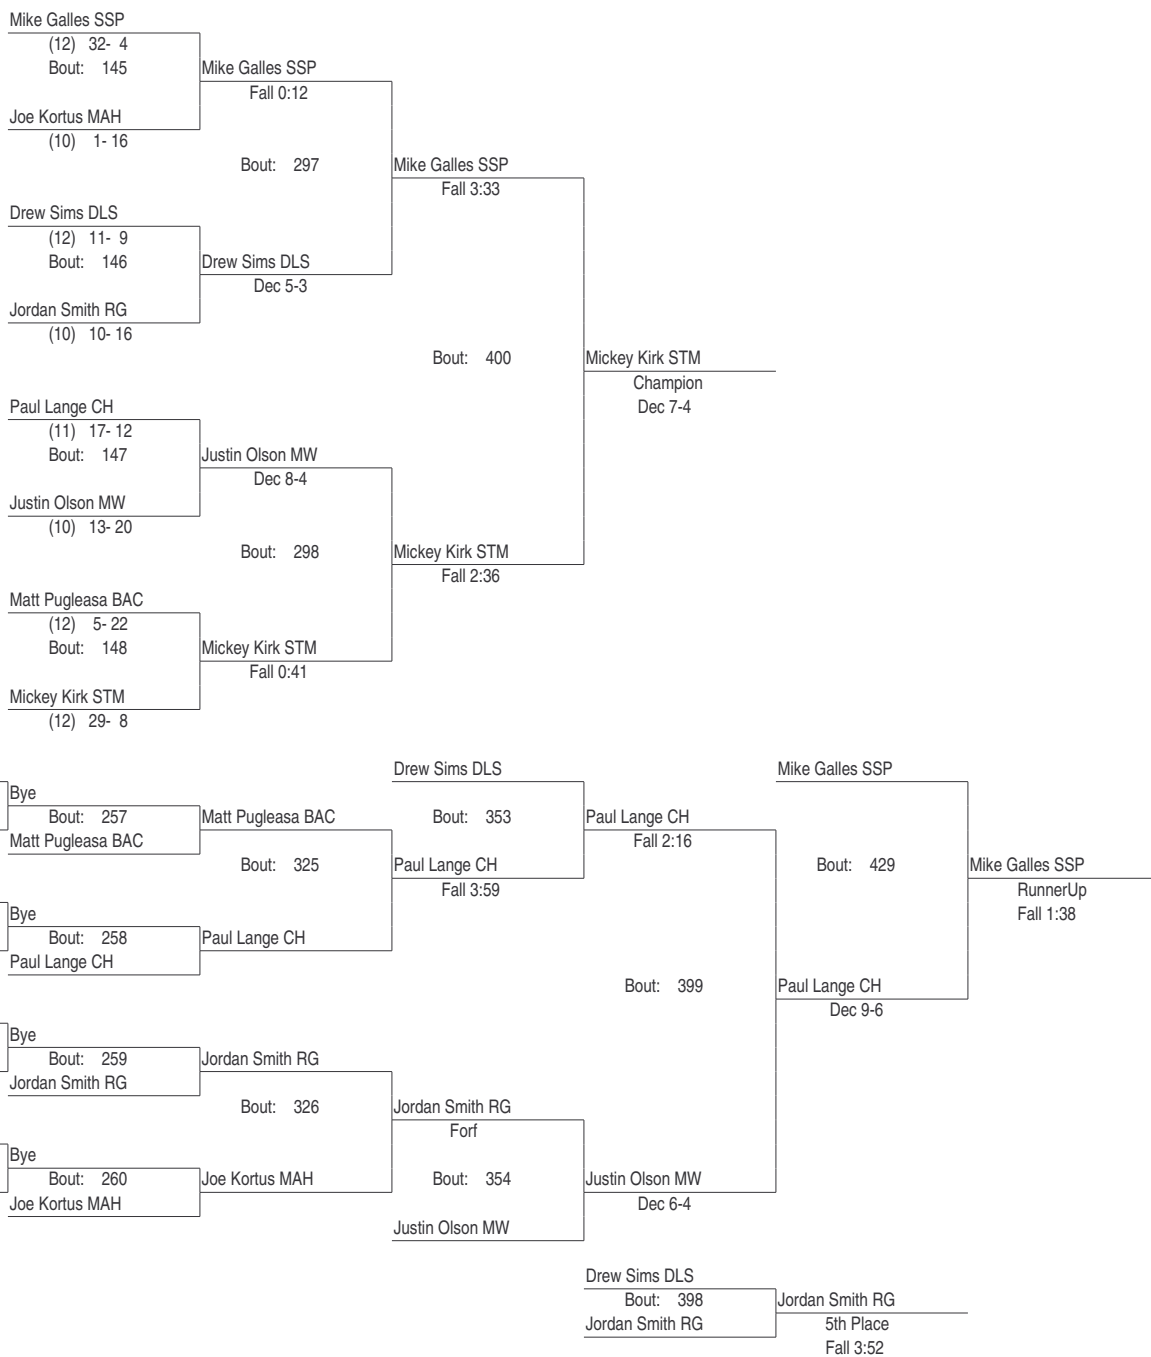 Mike Galles SSP
(12) 32- 4
Bout: 145
Mike Galles SSP
Fall 0:12
Joe Kortus MAH
(10) 1- 16
Bout: 297
Mike Galles SSP
Fall 3:33
Drew Sims DLS
(12) 11- 9
Bout: 146
Drew Sims DLS
Dec 5-3
Jordan Smith RG
(10) 10- 16
Bout: 400
Mickey Kirk STM
Champion
Dec 7-4
Paul Lange CH
(11) 17- 12
Bout: 147
Justin Olson MW
Dec 8-4
Justin Olson MW
(10) 13- 20
Bout: 298
Mickey Kirk STM
Fall 2:36
Matt Pugleasa BAC
(12) 5- 22
Bout: 148
Mickey Kirk STM
Fall 0:41
Mickey Kirk STM
(12) 29- 8
Drew Sims DLS
Mike Galles SSP
Bye
Bout: 257
Matt Pugleasa BAC
Matt Pugleasa BAC
Bout: 353
Paul Lange CH
Fall 2:16
Bout: 325
Paul Lange CH
Fall 3:59
Bout: 429
Mike Galles SSP
RunnerUp
Fall 1:38
Bye
Bout: 258
Paul Lange CH
Paul Lange CH
Bout: 399
Paul Lange CH
Dec 9-6
Bye
Bout: 259
Jordan Smith RG
Jordan Smith RG
Bout: 326
Jordan Smith RG
Forf
Bye
Bout: 260
Joe Kortus MAH
Joe Kortus MAH
Bout: 354
Justin Olson MW
Dec 6-4
Justin Olson MW
Drew Sims DLS
Bout: 398
Jordan Smith RG
Jordan Smith RG
5th Place
Fall 3:52